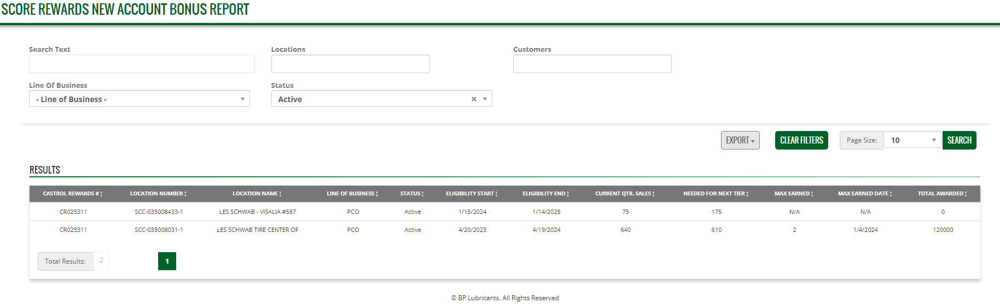 SCORE REWARDS NEW ACCOUNT BONUS REPORT
Search Text Locations Customers
Line Of Business Status
- Line of Business - Active
EXPORT CLEAR FILTERS Page Size: 10 SEARCH
RESULTS
CASTROL REWARDS # LOCATION NUMBER LOCATION NAME LINE OF BUSINESS STATUS ELIGIBILITY START ELIGIBILITY END CURRENT QTR. SALES NEEDED FOR NEXT TIER MAX EARNED MAX EARNED DATE TOTAL AWARDED
CR025311 SCC-035008433-1 LES SCHWAB - VISALIA #587 PCO Active 1/15/2024 1/14/2025 75 175 N/A N/A 0
CR025311 SCC-035008031-1 LES SCHWAB TIRE CENTER OF PCO Active 4/20/2023 4/19/2024 640 610 2 1/4/2024 120000
Total Results: 2 1
© BP Lubricants. All Rights Reserved